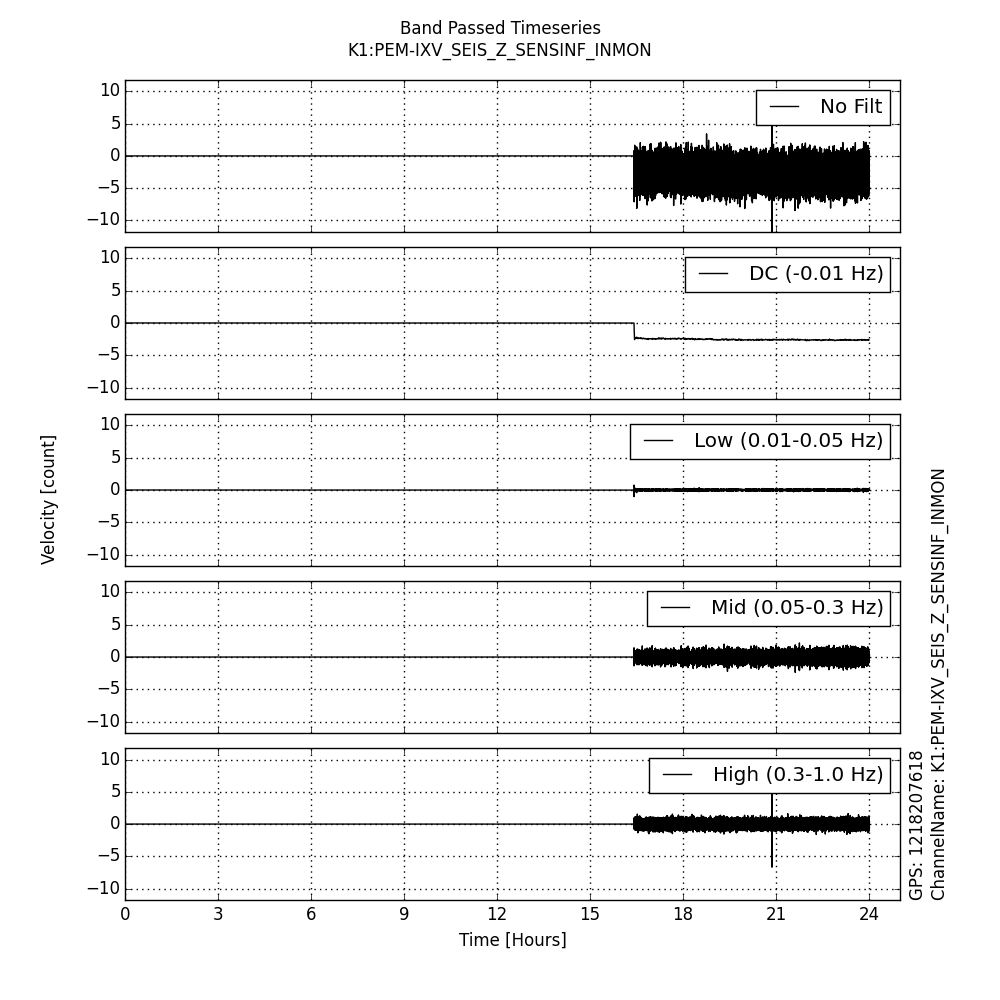 Band Passed Timeseries
K1:PEM-IXV_SEIS_Z_SENSINF_INMON
10
5
0
−5
−10
No Filt
10
5
0
−5
−10
DC (-0.01 Hz)
10
5
0
−5
−10
Low (0.01-0.05 Hz)
10
5
0
−5
−10
Mid (0.05-0.3 Hz)
10
5
0
−5
−10
High (0.3-1.0 Hz)
0 3 6 9 12 15 18 21 24
Time [Hours]
Velocity [count]
GPS: 1218207618
ChannelName: K1:PEM-IXV_SEIS_Z_SENSINF_INMON